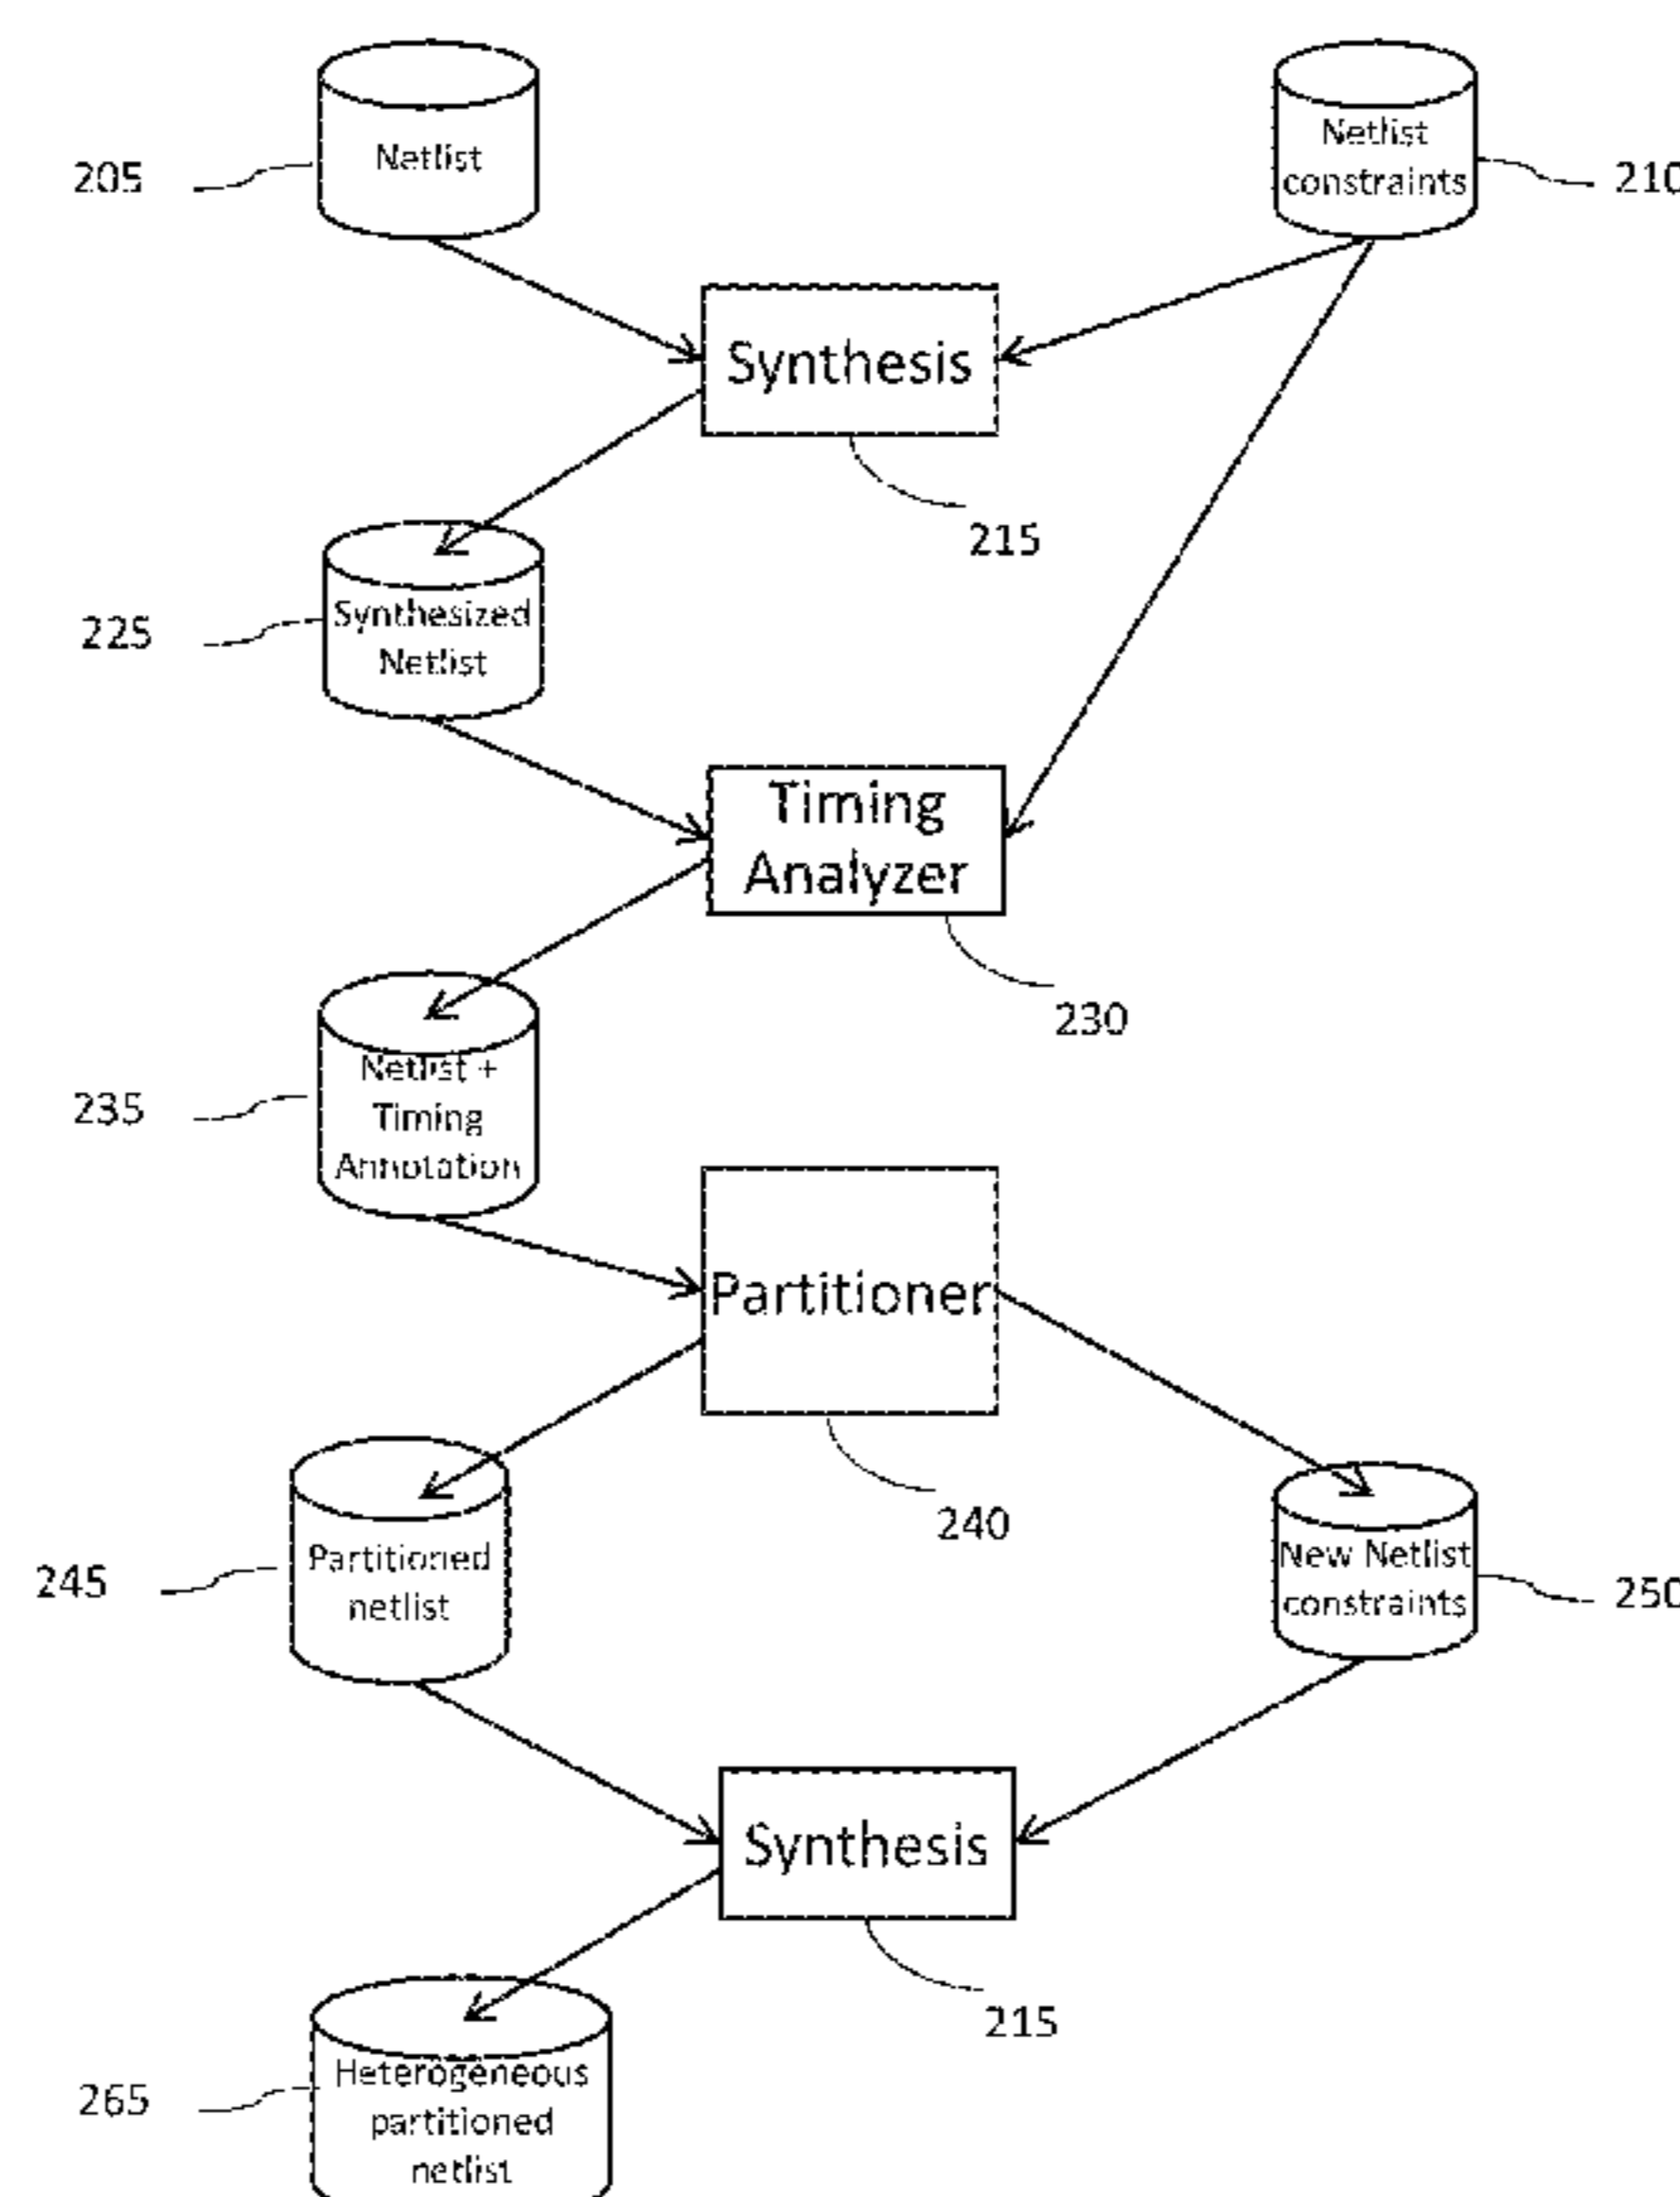 Netlist
Netlist
constraints
205
210
Synthesis
215
Synthesized
Netlist
225
Timing
Analyzer
230
Netlist +
Timing
Annotation
235
Partitioner
240
Partitioned
netlist
245
New Netlist
constraints
250
Synthesis
215
Heterogeneous
partitioned
netlist
265